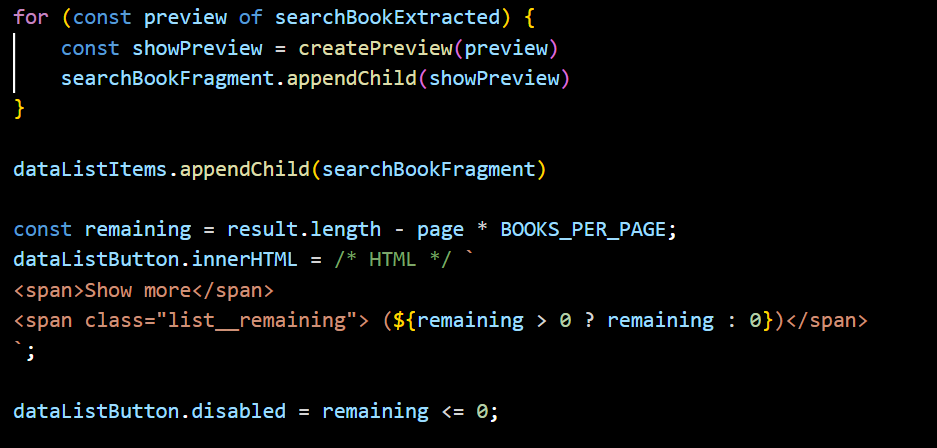 for (const preview of searchBookExtracted) {
    const showPreview = createPreview(preview)
    searchBookFragment.appendChild(showPreview)
}
dataListItems.appendChild(searchBookFragment)
const remaining = result.length - page * BOOKS_PER_PAGE;
dataListButton.innerHTML = /* HTML */ `
<span>Show more</span>
<span class="list__remaining"> (${remaining > 0 ? remaining : 0})</span>
`;
dataListButton.disabled = remaining <= 0;